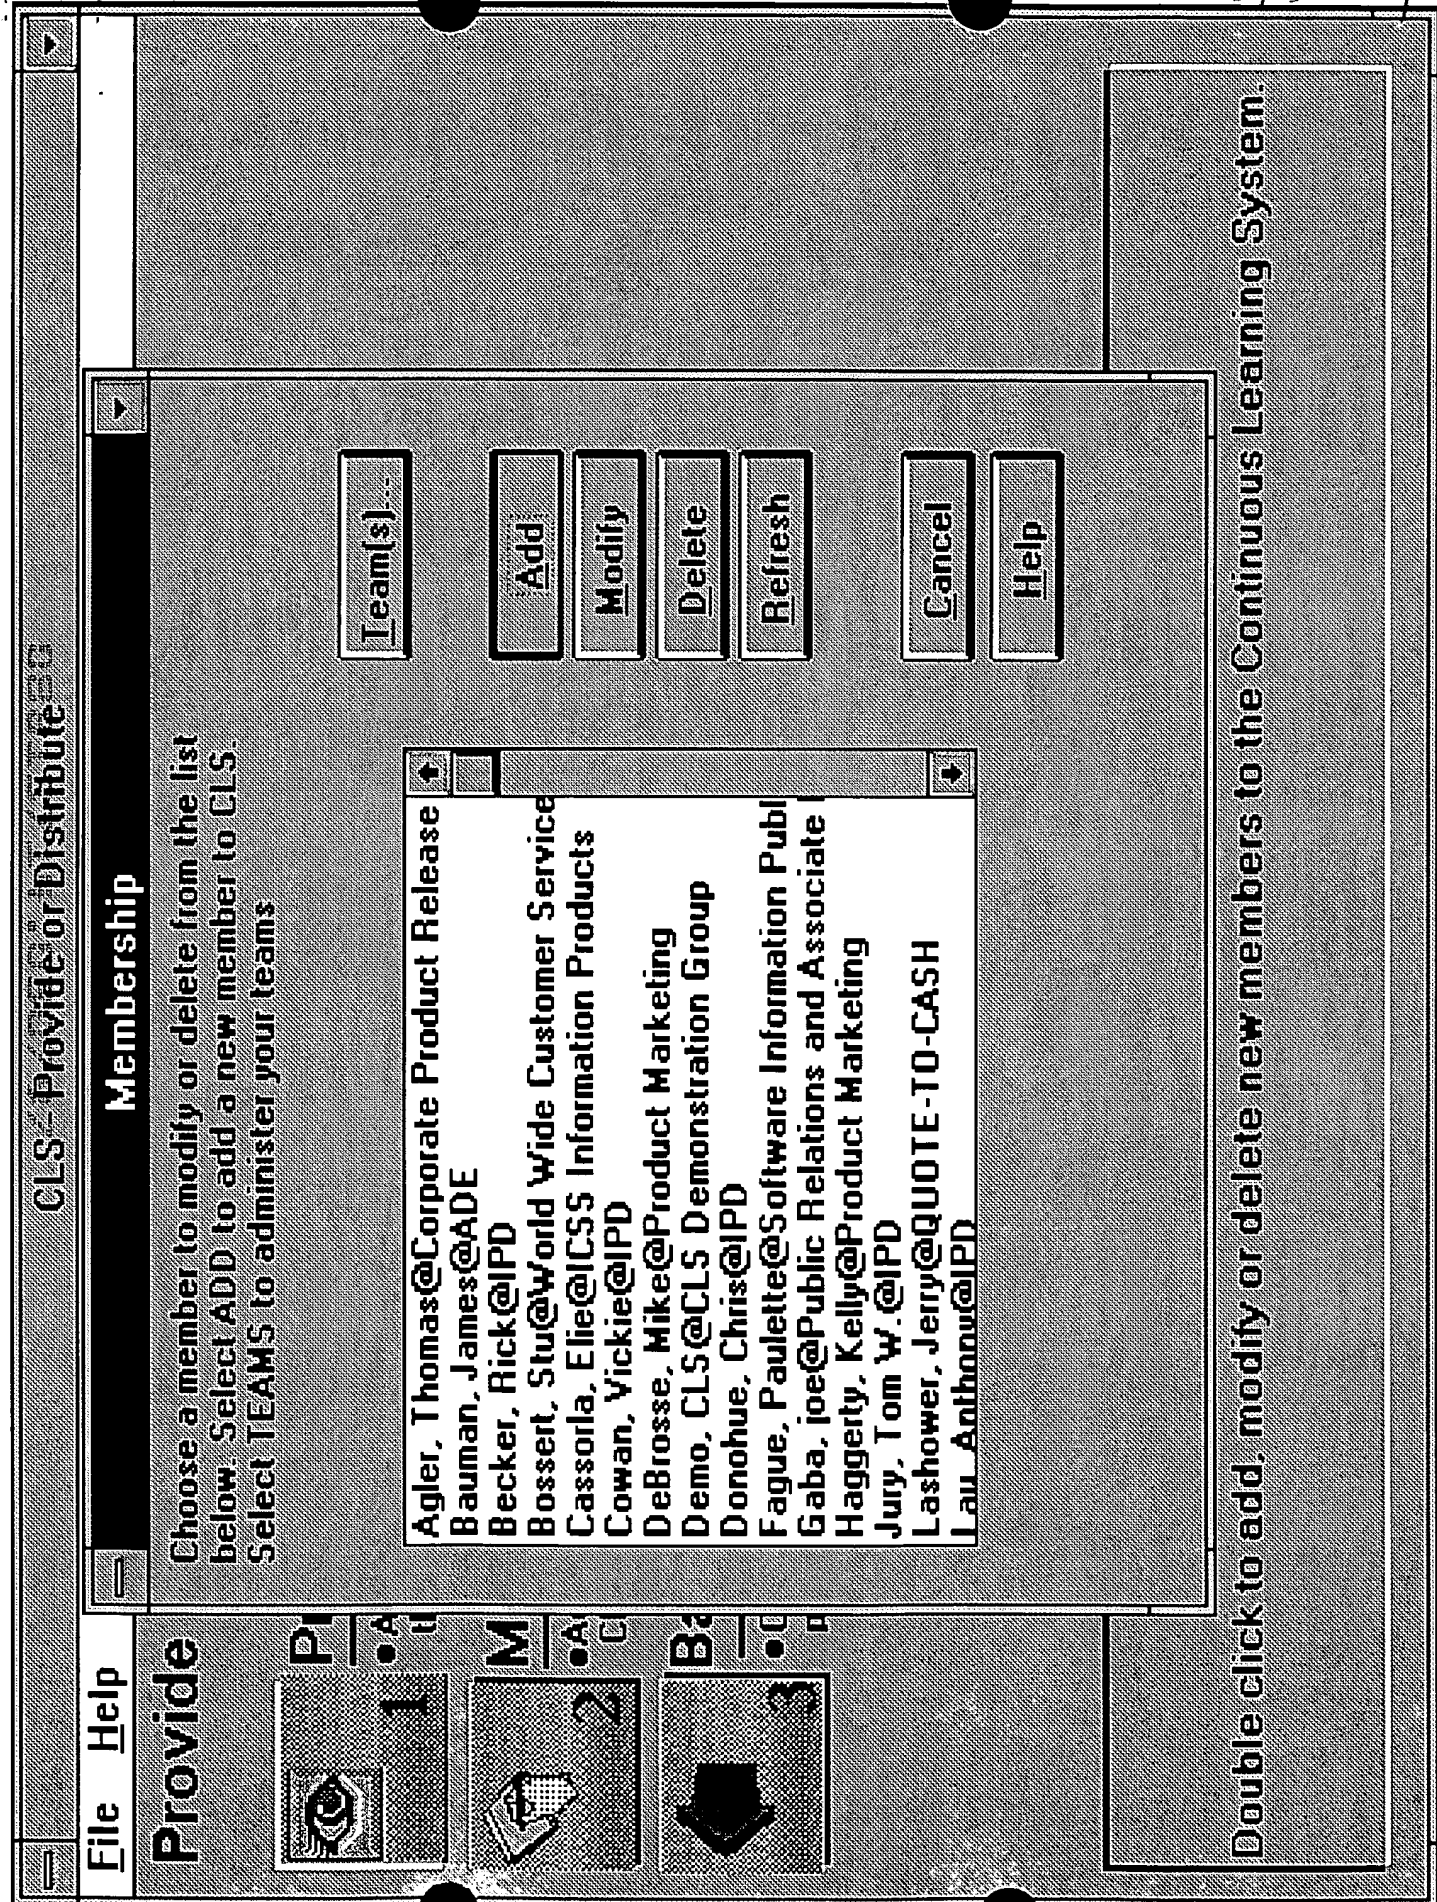 CLS - Provider or Distribute
File Help
Provide
Membership
Choose a member to modify or delete from the list
below. Select ADD to add a new member to CLS.
Select TEAMS to administer your teams
Agler, Thomas@Corporate Product Release
Bauman, James@ADE
Becker, Rick@IPD
Bossert, Stu@World Wide Customer Service
Cassorla, Elie@ICSS Information Products
Cowan, Vickie@IPD
DeBrosse, Mike@Product Marketing
Demo, CLS@CLS Demonstration Group
Donohue, Chris@IPD
Fague, Paulette@Software Information Publ
Gaba, joe@Public Relations and Associate
Haggerty, Kelly@Product Marketing
Jury, Tom W.@IPD
Lashower, Jerry@QUOTE-TO-CASH
Lau, Anthony@IPD
Team(s)...
Add
Modify
Delete
Refresh
Cancel
Help
1
2
3
Double click to add, modify or delete new members to the Continuous Learning System.